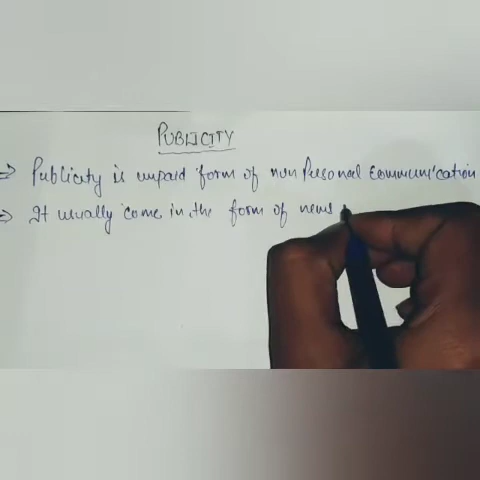 PUBLICITY
⇒ Publicity is unpaid form of non Personal Communication
⇒ It usually come in the form of news